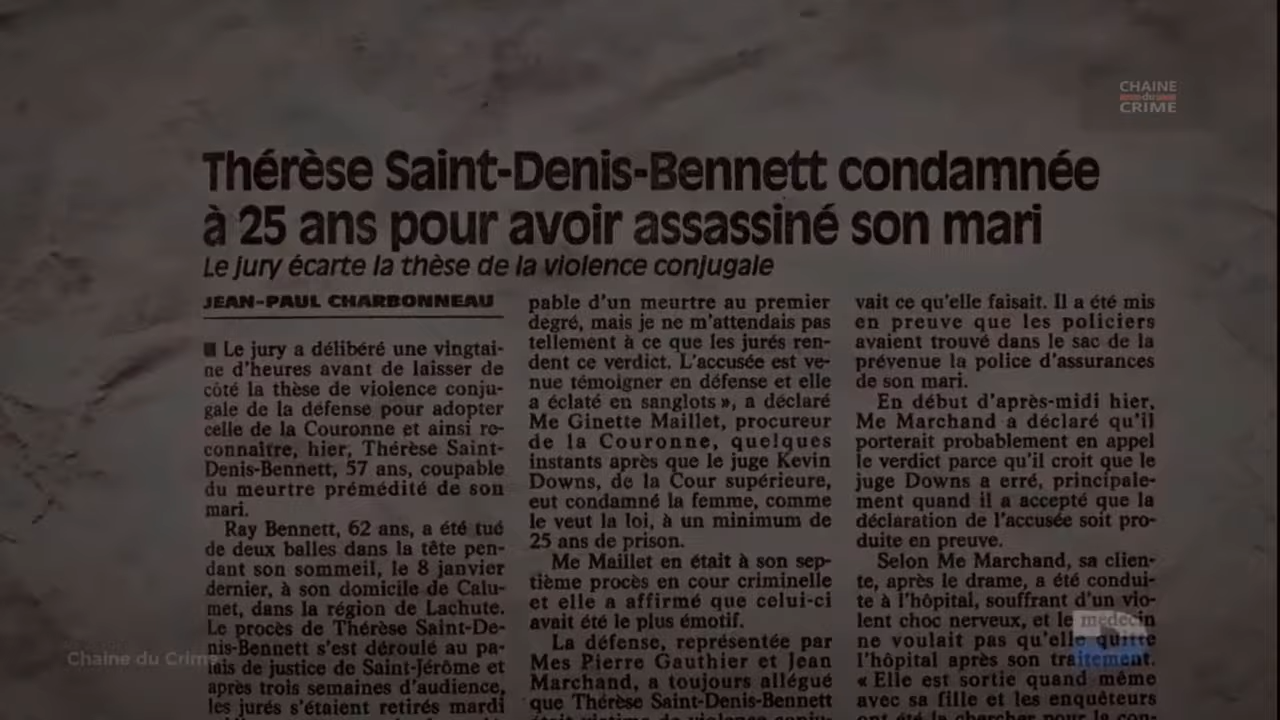 CHAINE
du
CRIME
Thérèse Saint-Denis-Bennett condamnée
à 25 ans pour avoir assassiné son mari
Le jury écarte la thèse de la violence conjugale
JEAN-PAUL CHARBONNEAU
■ Le jury a délibéré une vingtai-
ne d'heures avant de laisser de
côté la thèse de violence conju-
gale de la défense pour adopter
celle de la Couronne et ainsi re-
connaître, hier, Thérèse Saint-
Denis-Bennett, 57 ans, coupable
du meurtre prémédité de son
mari.
Ray Bennett, 62 ans, a été tué
de deux balles dans la tête pen-
dant son sommeil, le 8 janvier
dernier, à son domicile de Calu-
met, dans la région de Lachute.
Le procès de Thérèse Saint-De-
nis-Bennett s'est déroulé au pa-
lais de justice de Saint-Jérôme et
après trois semaines d'audience,
les jurés s'étaient retirés mardi
pable d'un meurtre au premier
degré, mais je ne m'attendais pas
tellement à ce que les jurés ren-
dent ce verdict. L'accusée est ve-
nue témoigner en défense et elle
a éclaté en sanglots », a déclaré
Me Ginette Maillet, procureur
de la Couronne, quelques
instants après que le juge Kevin
Downs, de la Cour supérieure,
eut condamné la femme, comme
le veut la loi, à un minimum de
25 ans de prison.
Me Maillet en était à son sep-
tième procès en cour criminelle
et elle a affirmé que celui-ci
avait été le plus émotif.
La défense, représentée par
Mes Pierre Gauthier et Jean
Marchand, a toujours allégué
que Thérèse Saint-Denis-Bennett
était victime de violence conju-
vait ce qu'elle faisait. Il a été mis
en preuve que les policiers
avaient trouvé dans le sac de la
prévenue la police d'assurances
de son mari.
En début d'après-midi hier,
Me Marchand a déclaré qu'il
porterait probablement en appel
le verdict parce qu'il croit que le
juge Downs a erré, principale-
ment quand il a accepté que la
déclaration de l'accusée soit pro-
duite en preuve.
Selon Me Marchand, sa clien-
te, après le drame, a été condui-
te à l'hôpital, souffrant d'un vio-
lent choc nerveux, et le médecin
ne voulait pas qu'elle quitte
l'hôpital après son traitement.
« Elle est sortie quand même
avec sa fille et les enquêteurs
ont été la chercher pour la con-
Chaine du Crime